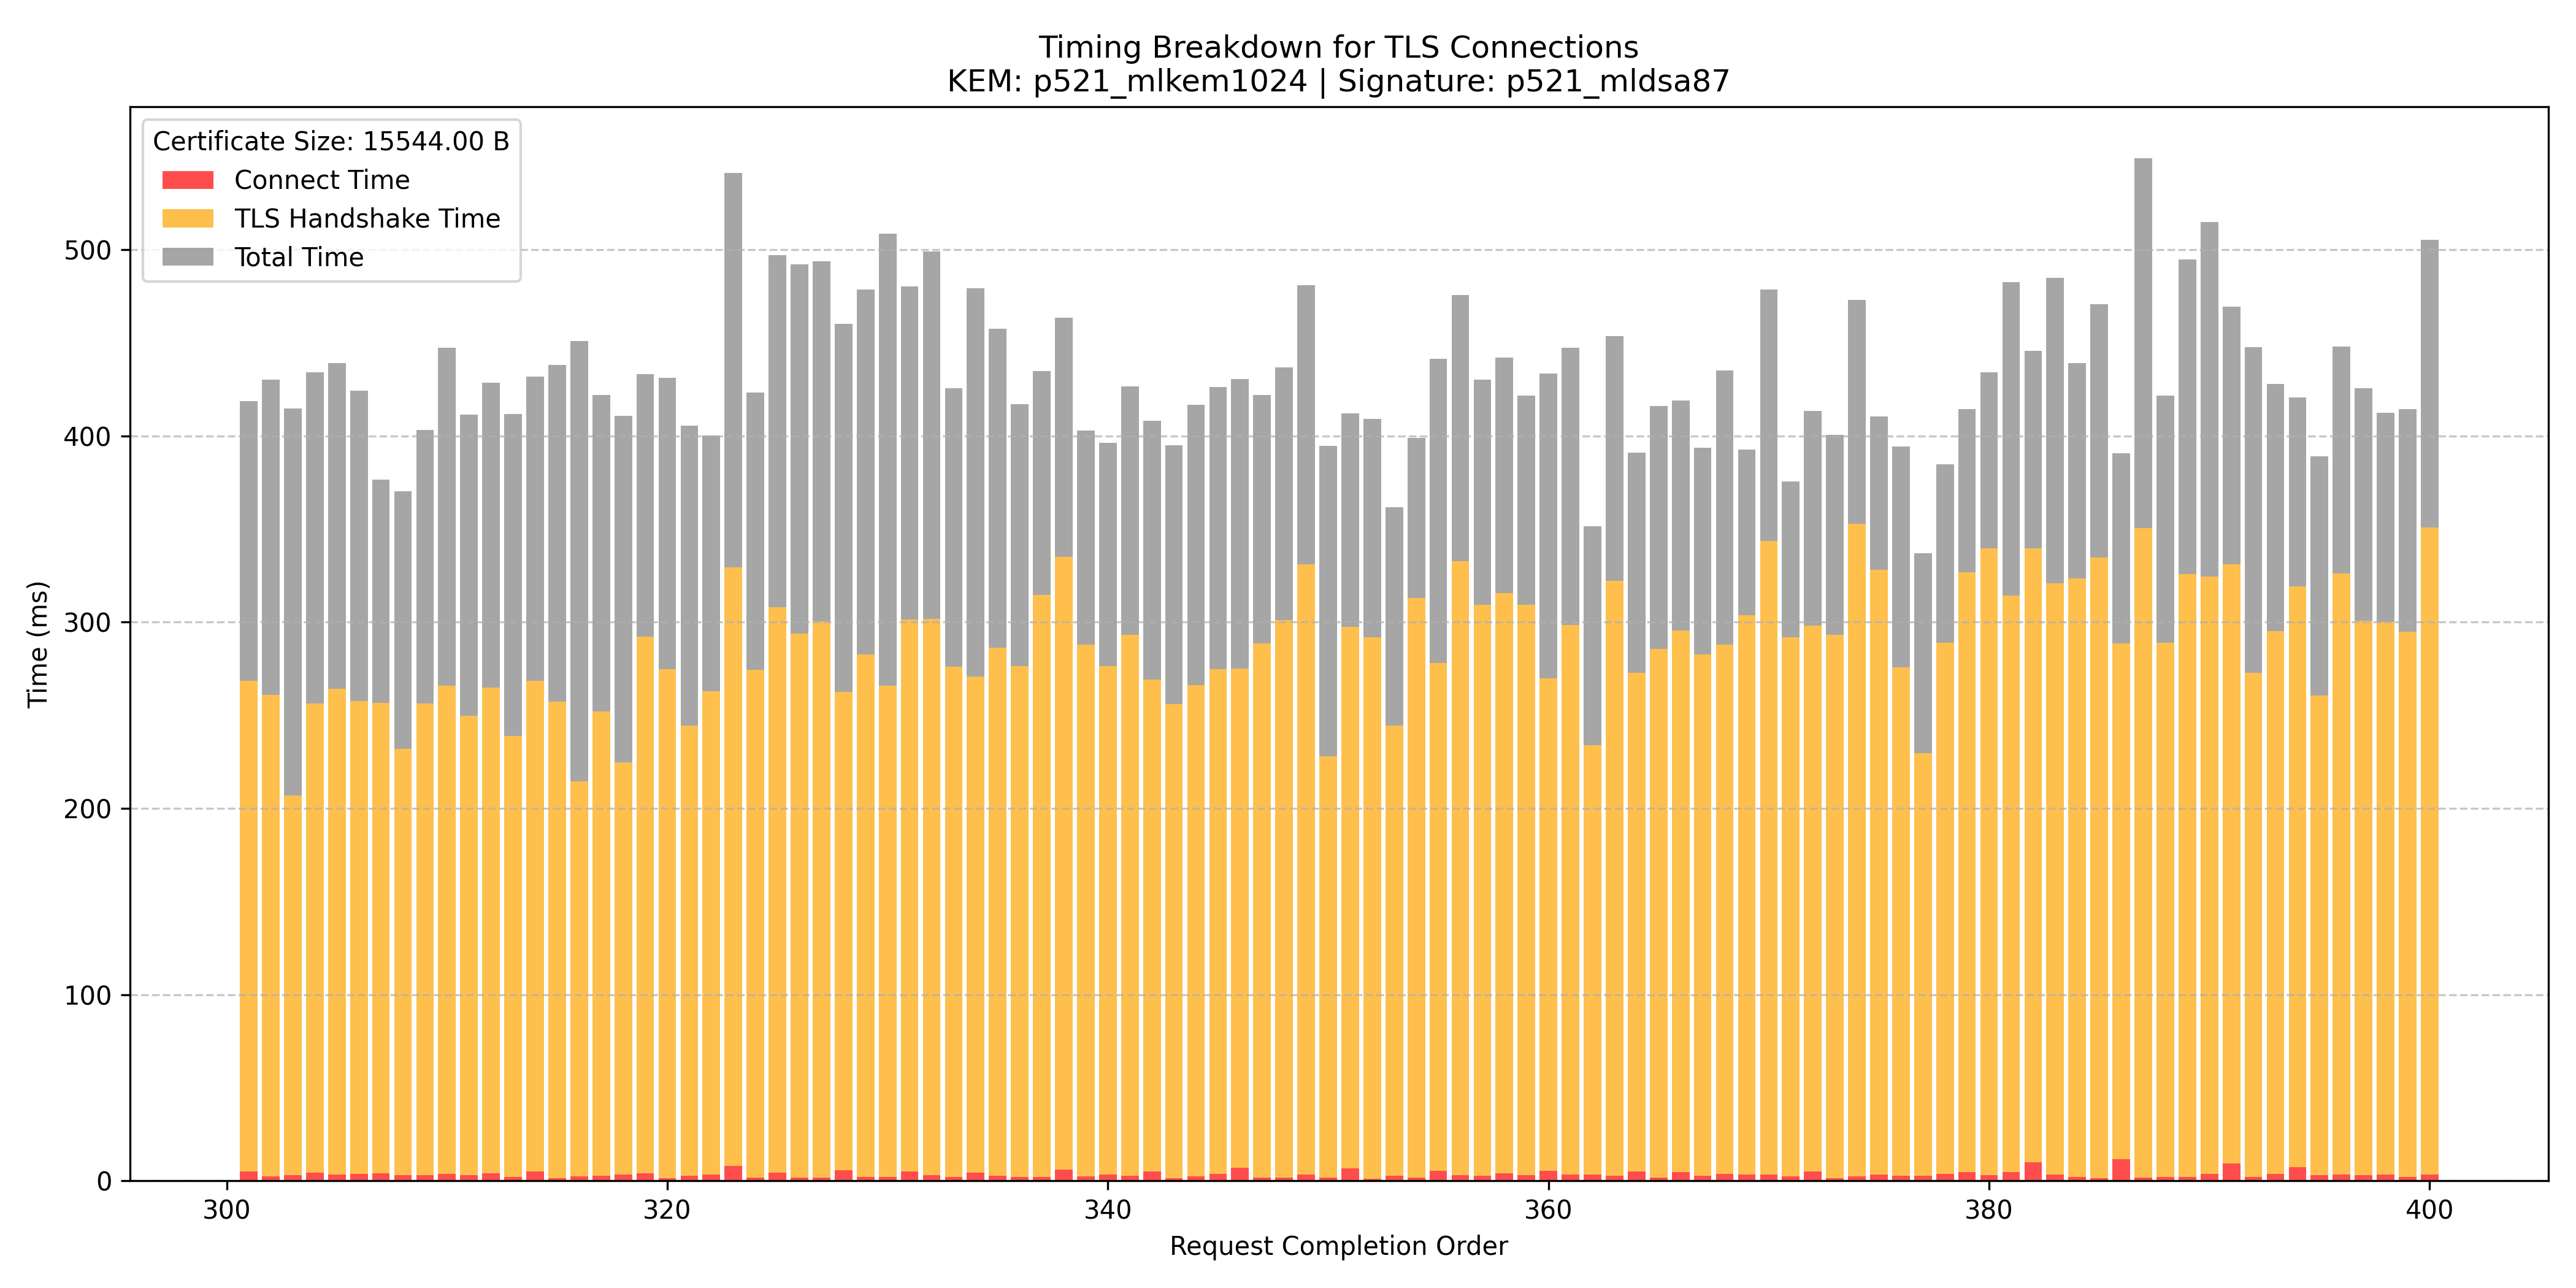 Timing Breakdown for TLS Connections
KEM: p521_mlkem1024 | Signature: p521_mldsa87
Certificate Size: 15544.00 B
Connect Time
TLS Handshake Time
Total Time
Time (ms)
500
400
300
200
100
0
300 320 340 360 380 400
Request Completion Order